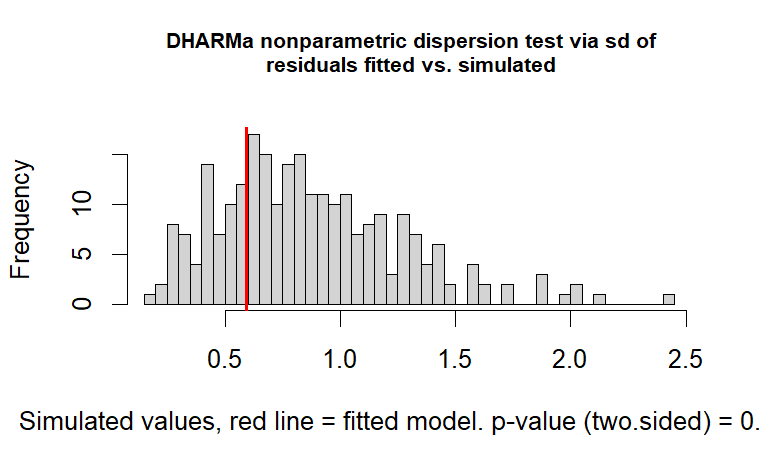 DHARMa nonparametric dispersion test via sd of
residuals fitted vs. simulated
Frequency
10
5
0
0.5 1.0 1.5 2.0 2.5
Simulated values, red line = fitted model. p-value (two.sided) = 0.